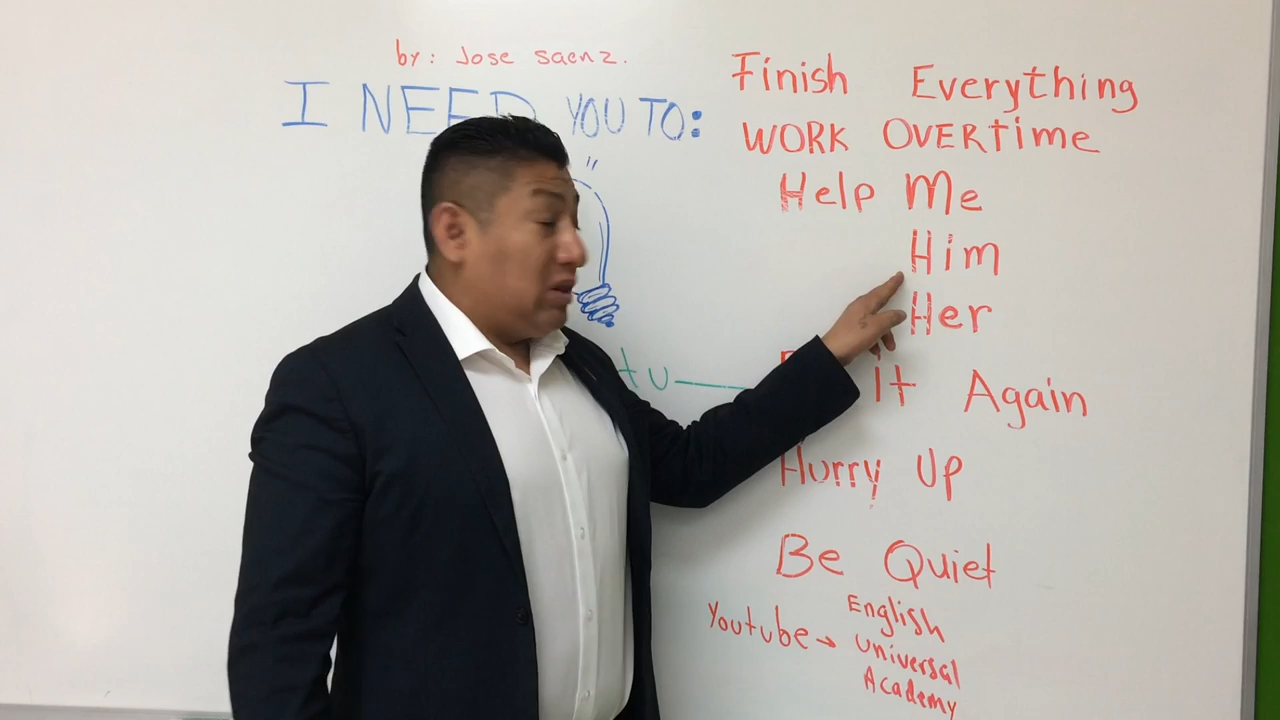 by: Jose Saenz.
I NEED YOU TO:
Finish Everything
WORK OVERTIME
Help Me
Him
Her
it Again
Hurry Up
Be Quiet
Youtube → English
Universal
Academy